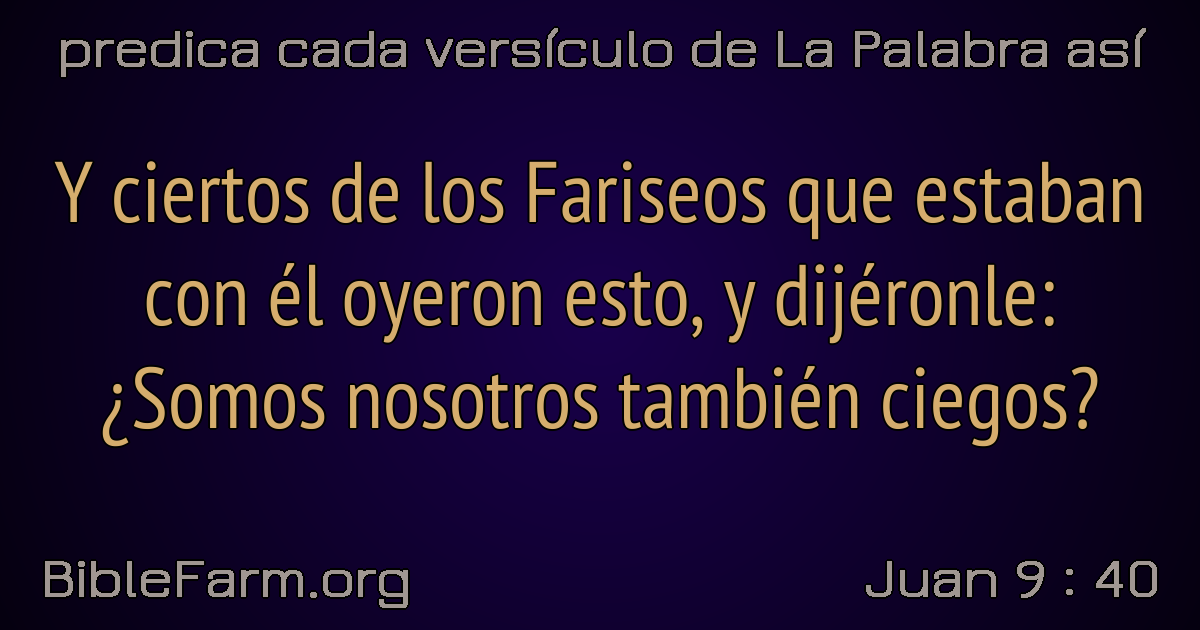 predica cada versículo de La Palabra así
Y ciertos de los Fariseos que estaban
con él oyeron esto, y dijéronle:
¿Somos nosotros también ciegos?
BibleFarm.org
Juan 9 : 40